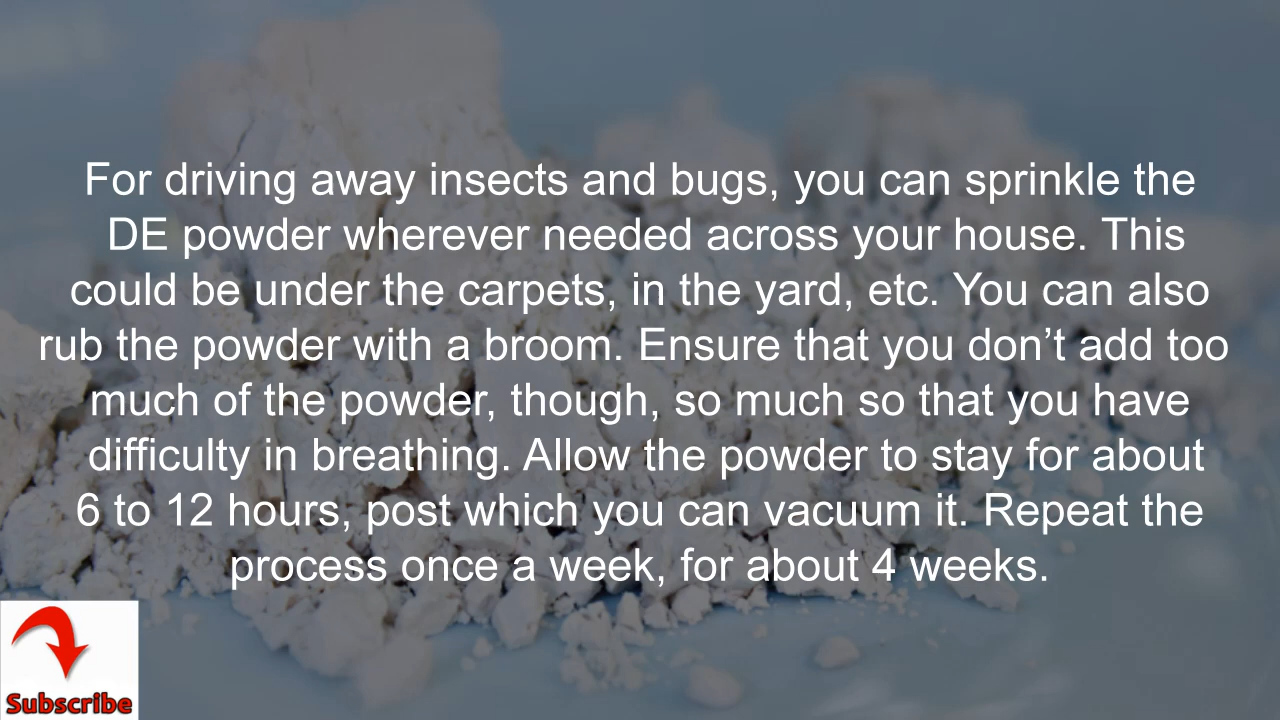 For driving away insects and bugs, you can sprinkle the
DE powder wherever needed across your house. This
could be under the carpets, in the yard, etc. You can also
rub the powder with a broom. Ensure that you don’t add too
much of the powder, though, so much so that you have
difficulty in breathing. Allow the powder to stay for about
6 to 12 hours, post which you can vacuum it. Repeat the
process once a week, for about 4 weeks.
Subscribe